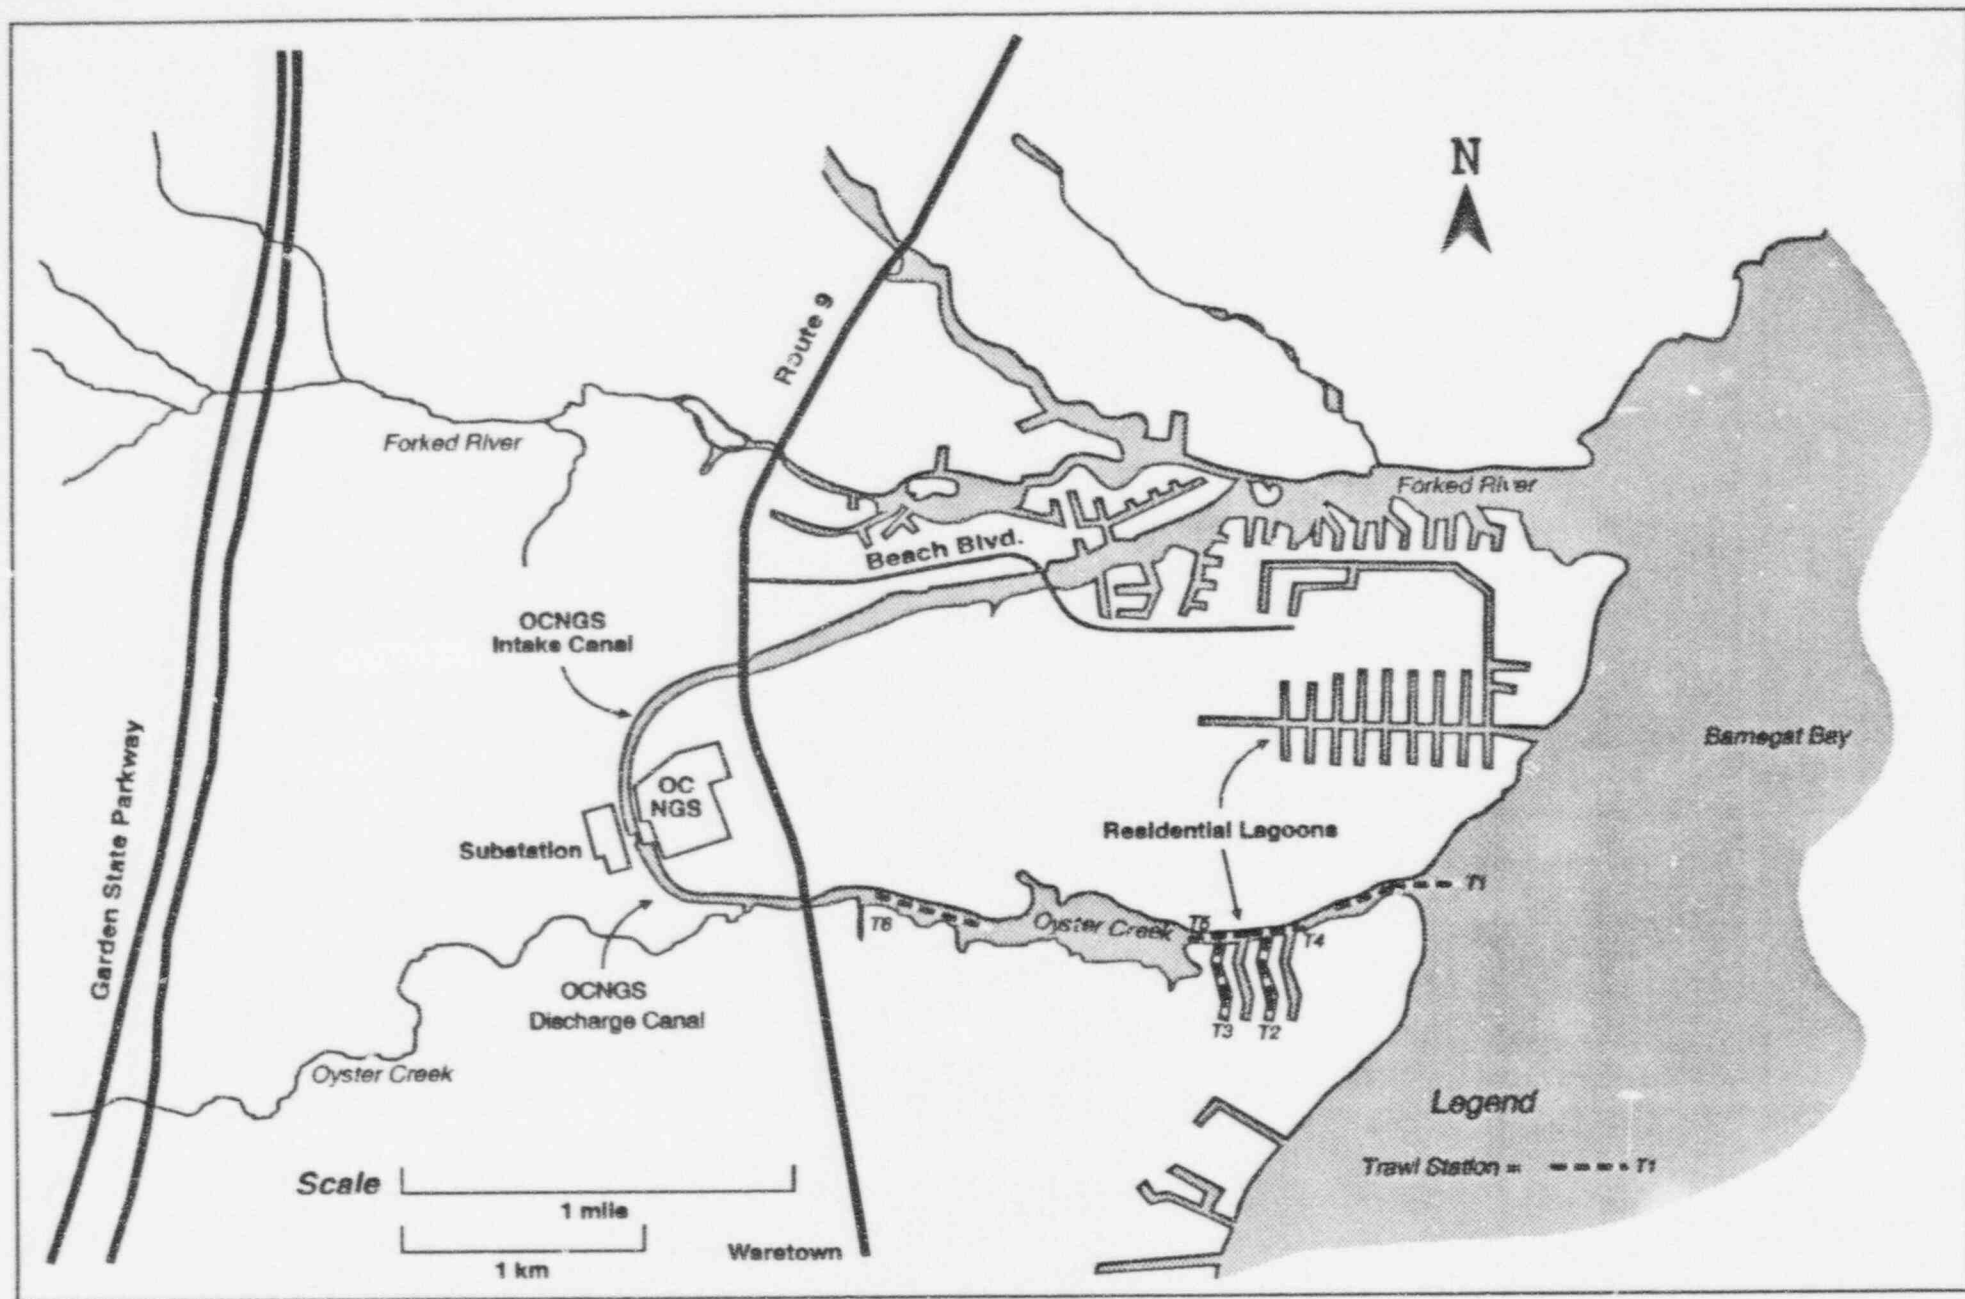 N
Route 9
Forked River
Forked River
Beach Blvd.
OCNGS
Intake Canal
Garden State Parkway
Barnegat Bay
OC
NGS
Substation
Residential Lagoons
T1
T6
Oyster Creek
T5
T4
OCNGS
Discharge Canal
T3
T2
Oyster Creek
Legend
Trawl Station = T1
Scale
1 mile
1 km
Waretown